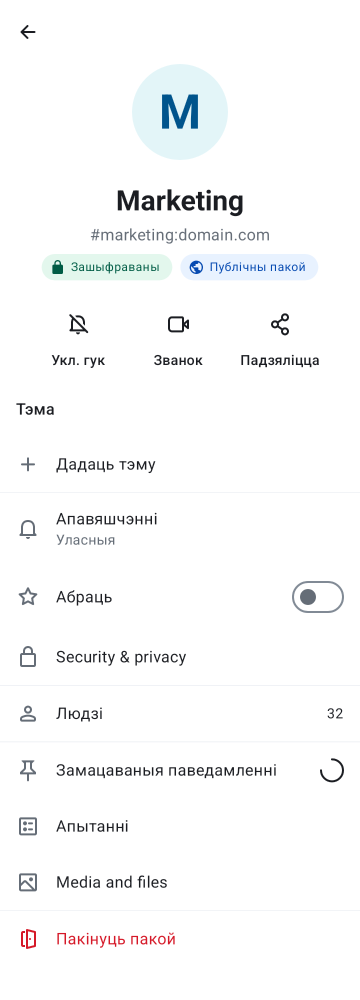 M
Marketing
#marketing:domain.com
Зашыфраваны
Публічны пакой
Укл. гук
Званок
Падзяліцца
Тэма
Дадаць тэму
Апавяшчэнні
Уласныя
Абраць
Security & privacy
Людзі
32
Замацаваныя паведамленні
Апытанні
Media and files
Пакінуць пакой